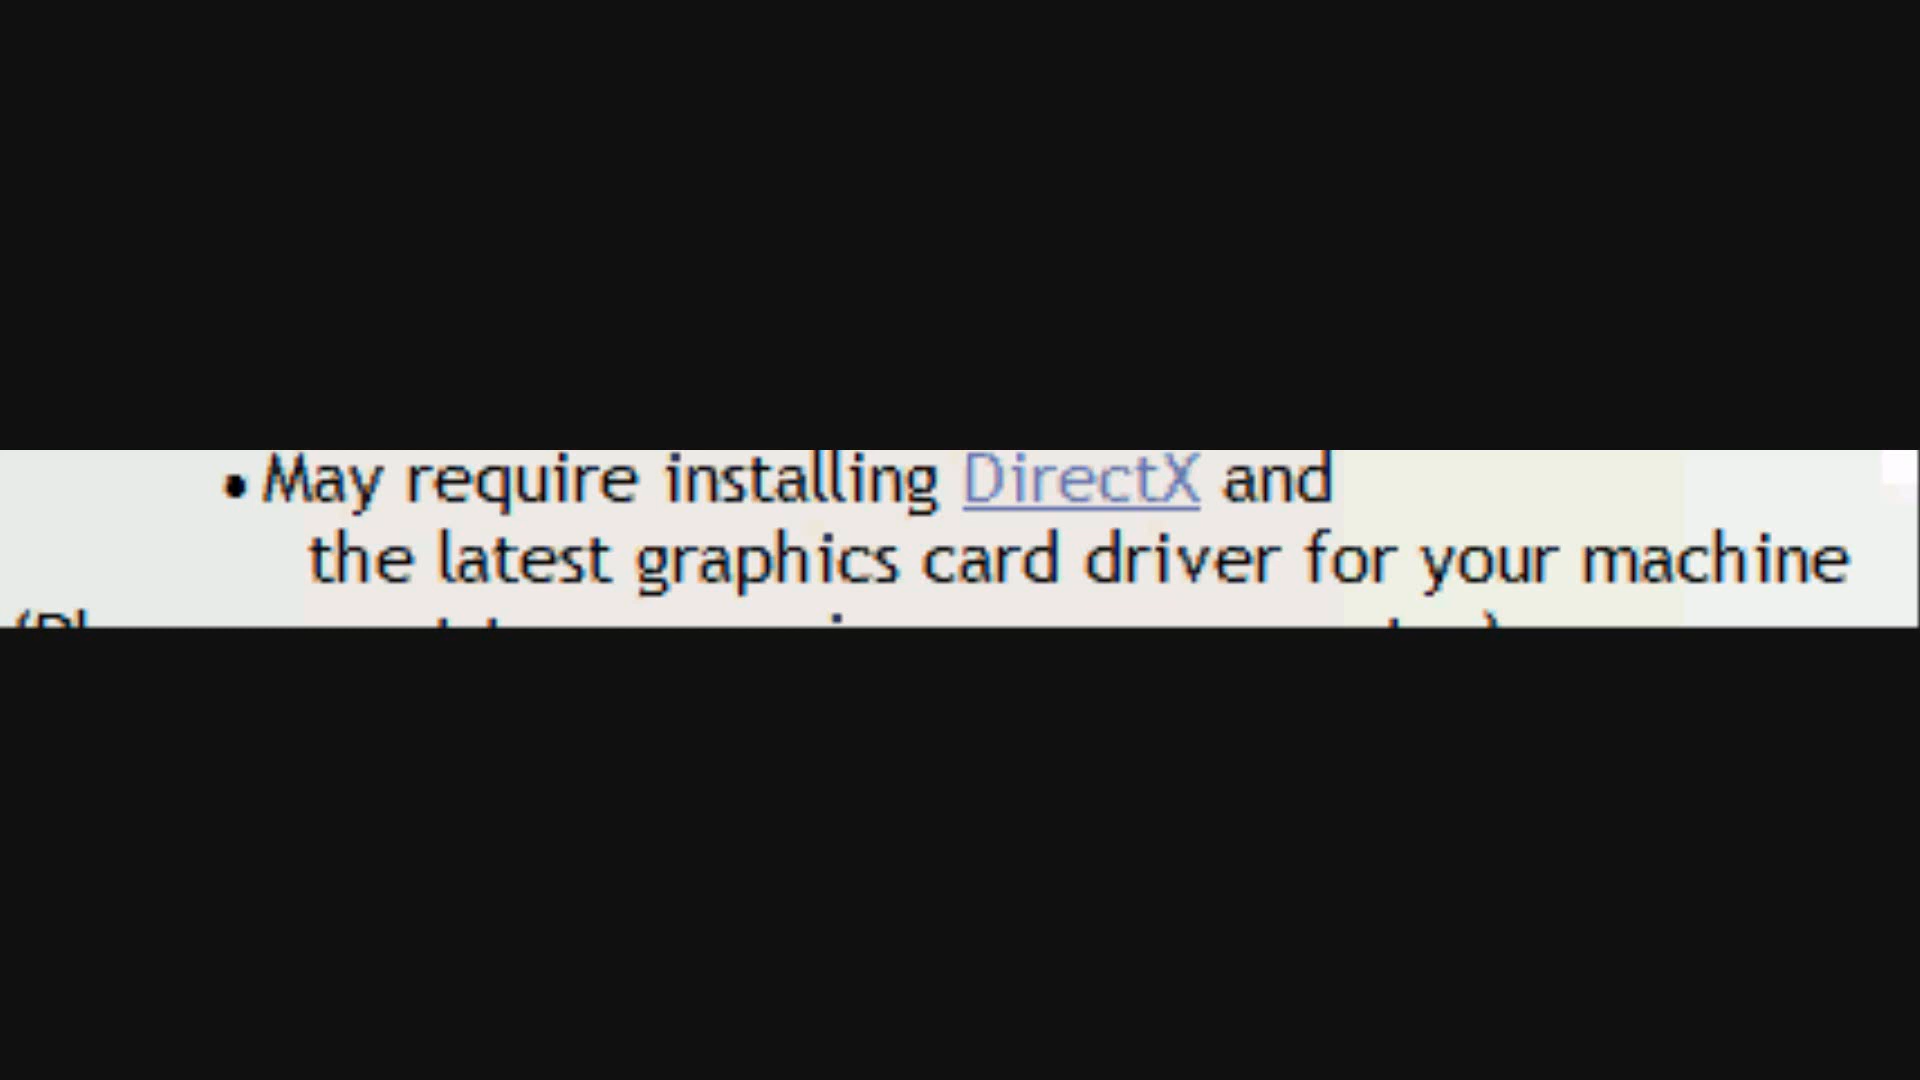 • May require installing DirectX and
the latest graphics card driver for your machine